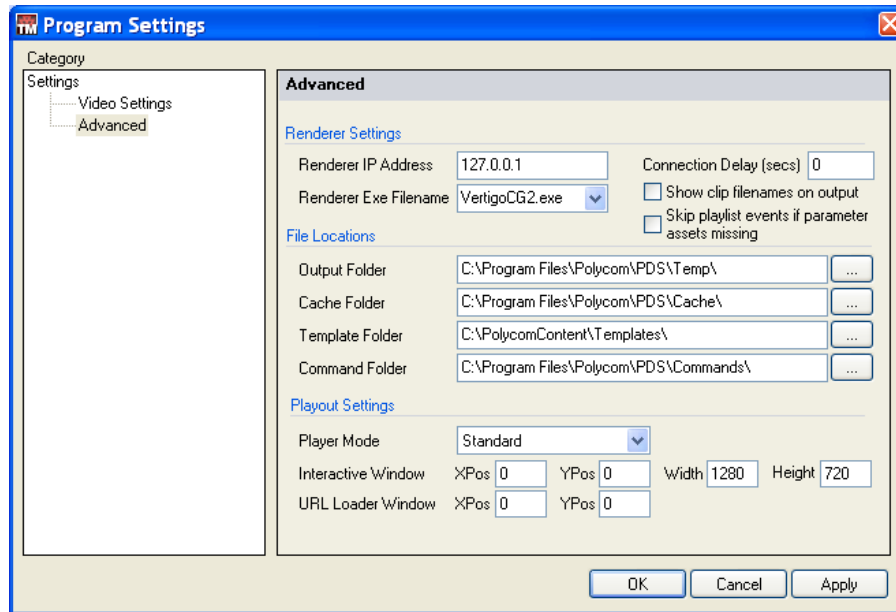 TM Program Settings
Category
Settings
Video Settings
Advanced
Advanced
Renderer Settings
Renderer IP Address 127.0.0.1 Connection Delay (secs) 0
Renderer Exe Filename VertigoCG2.exe
Show clip filenames on output
Skip playlist events if parameter
assets missing
File Locations
Output Folder C:\Program Files\Polycom\PDS\Temp\ ...
Cache Folder C:\Program Files\Polycom\PDS\Cache\ ...
Template Folder C:\PolycomContent\Templates\ ...
Command Folder C:\Program Files\Polycom\PDS\Commands\ ...
Playout Settings
Player Mode Standard
Interactive Window XPos 0 YPos 0 Width 1280 Height 720
URL Loader Window XPos 0 YPos 0
OK Cancel Apply